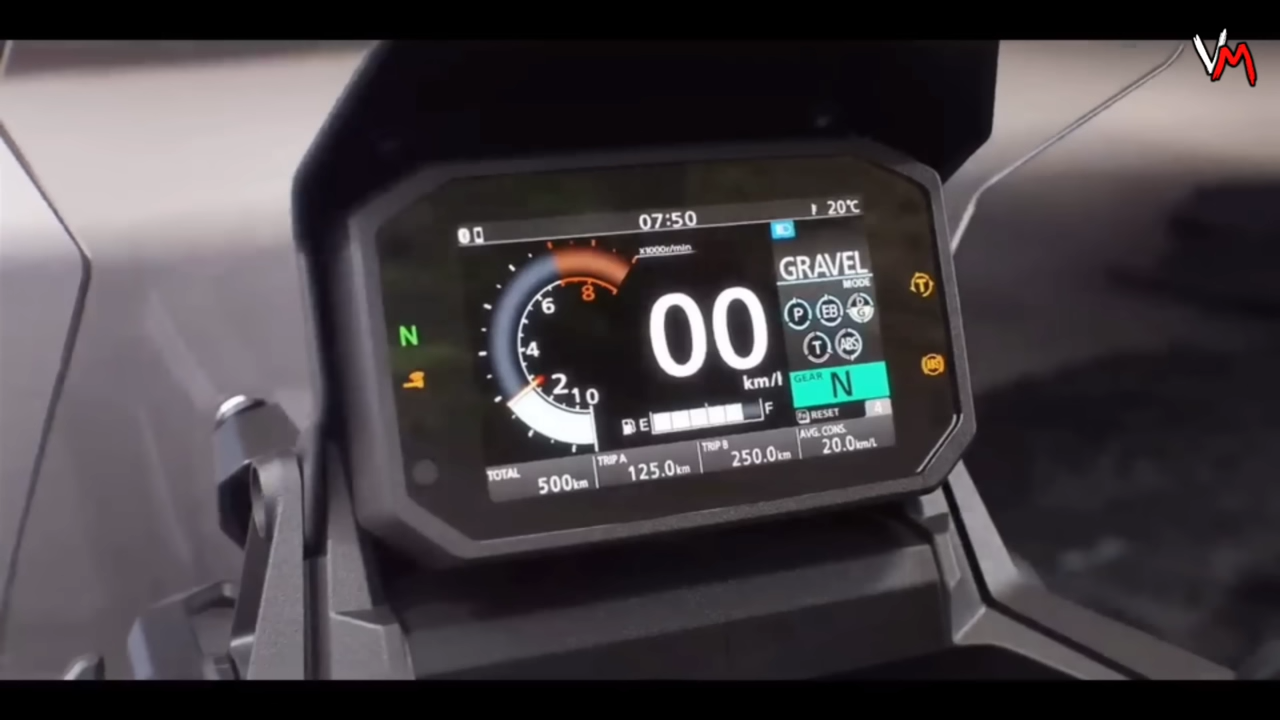 VM
07:50
20°C
x1000r/min
GRAVEL
MODE
8
6
4
2
10
00
km/h
P EB D G
T ABS
N
T
ABS
GEAR N
E F
RESET
4
TOTAL 500km
TRIP A 125.0km
TRIP B 250.0km
AVG. CONS. 20.0km/L